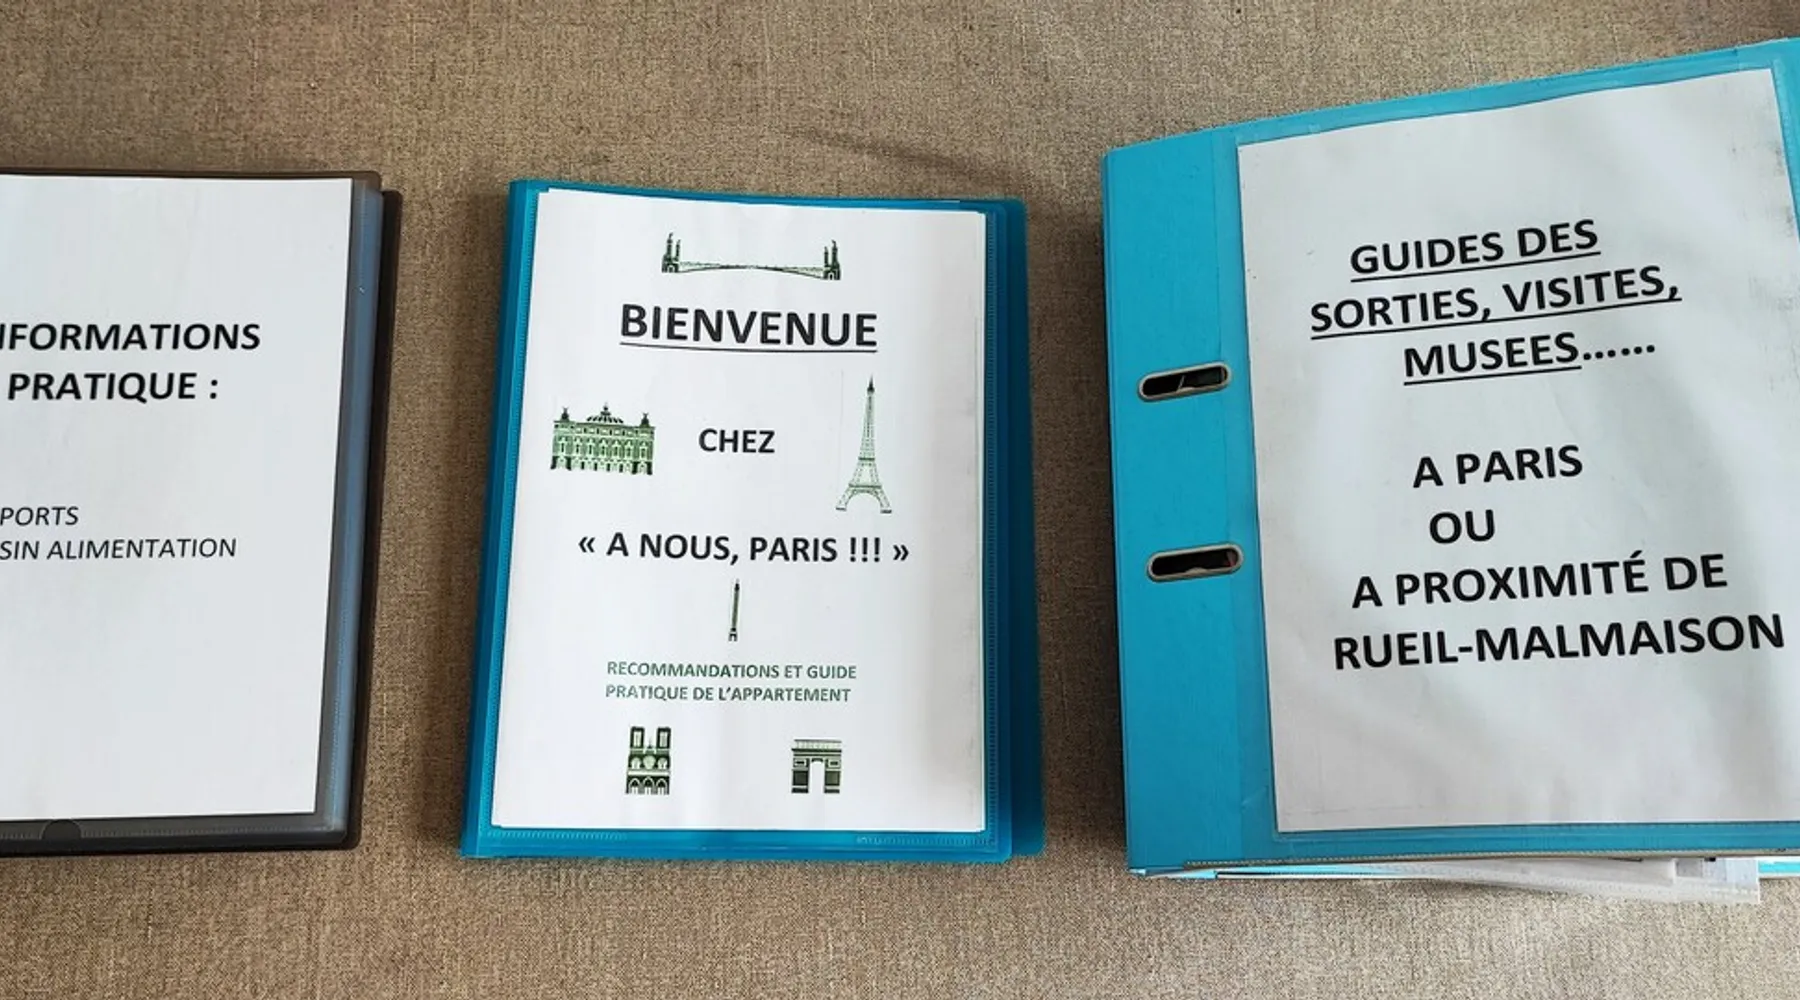 NFORMATIONS
PRATIQUE :
PORTS
SIN ALIMENTATION
BIENVENUE
CHEZ
« A NOUS, PARIS !!! »
RECOMMANDATIONS ET GUIDE
PRATIQUE DE L’APPARTEMENT
GUIDES DES
SORTIES, VISITES,
MUSEES......
A PARIS
OU
A PROXIMITÉ DE
RUEIL-MALMAISON